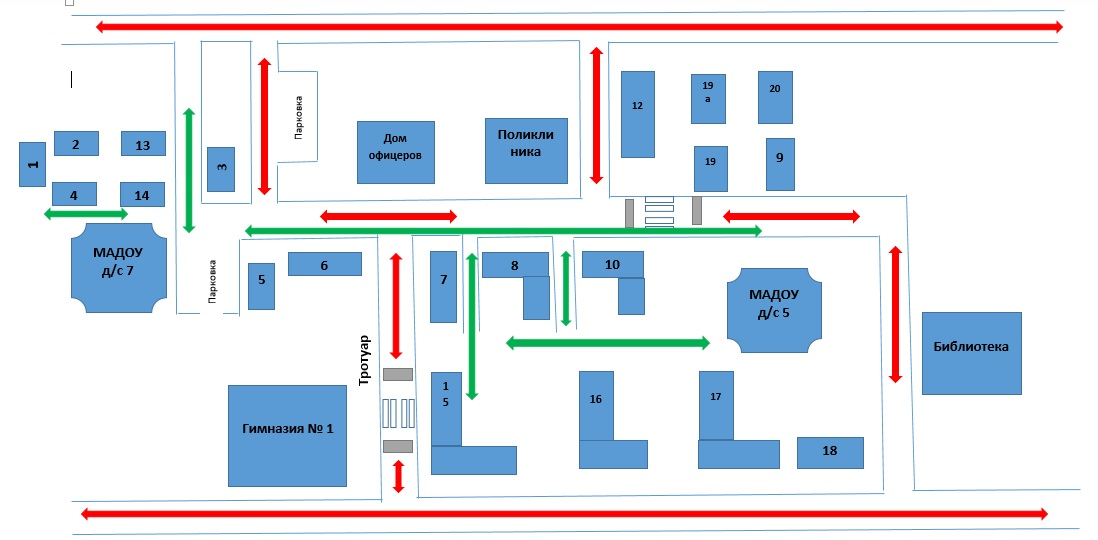 12
19
а
20
Парковка
Дом
офицеров
Поликли
ника
1
2
13
3
19
9
4
14
МАДОУ
д/с 7
Парковка
5
6
7
8
10
МАДОУ
д/с 5
Библиотека
Тротуар
1
5
16
17
Гимназия № 1
18